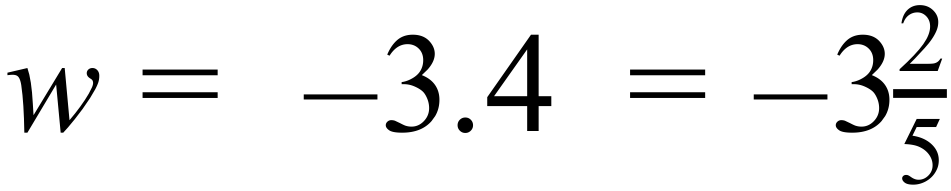 w = −3.4 = −3 2/5